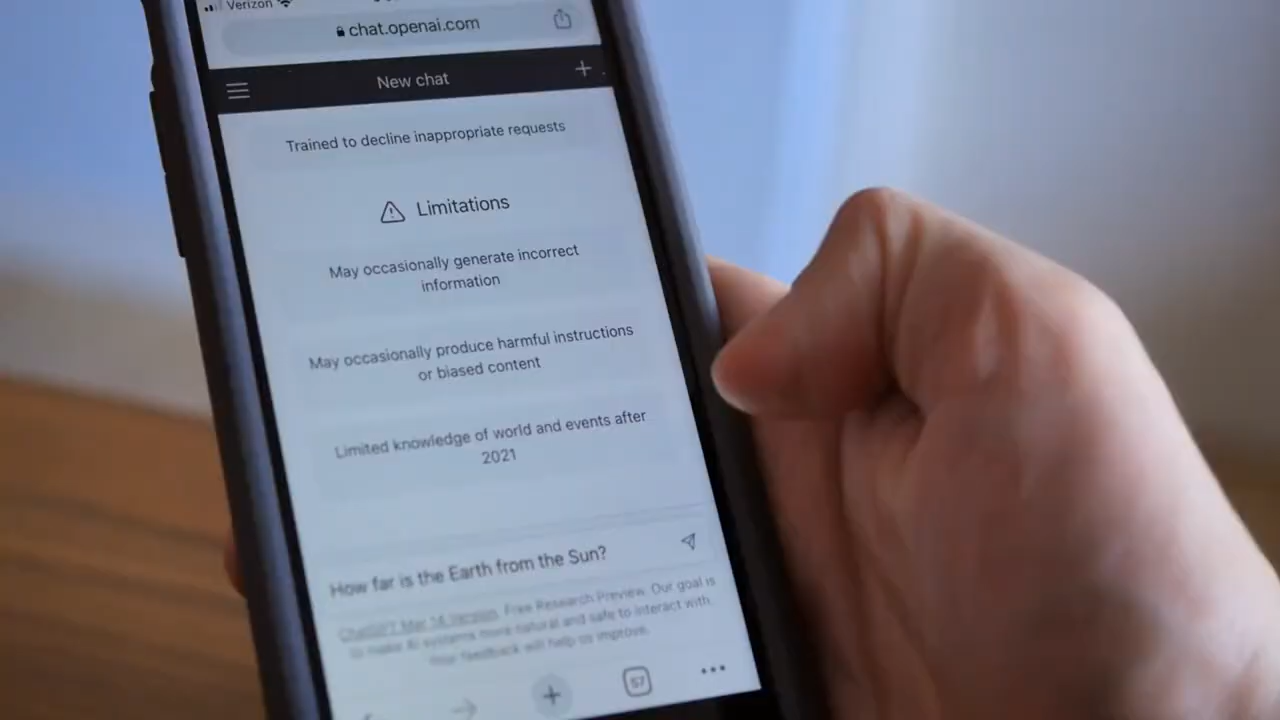 Verizon
chat.openai.com
New chat
Trained to decline inappropriate requests
Limitations
May occasionally generate incorrect
information
May occasionally produce harmful instructions
or biased content
Limited knowledge of world and events after
2021
How far is the Earth from the Sun?
ChatGPT Mar 14 Version. Free Research Preview. Our goal is
to make AI systems more natural and safe to interact with.
Your feedback will help us improve.
57